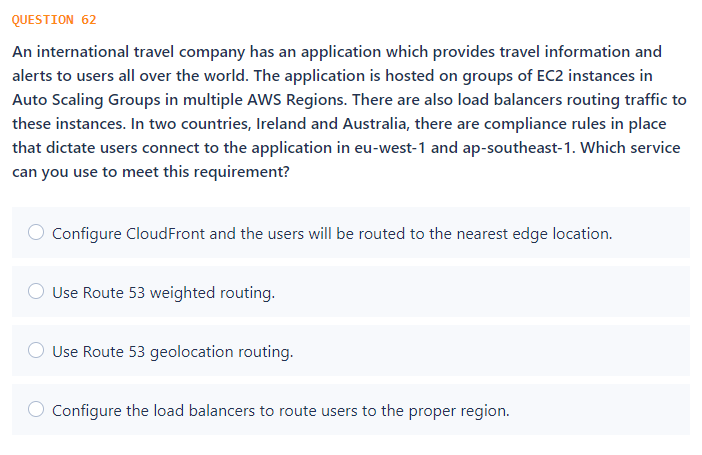 QUESTION 62
An international travel company has an application which provides travel information and
alerts to users all over the world. The application is hosted on groups of EC2 instances in
Auto Scaling Groups in multiple AWS Regions. There are also load balancers routing traffic to
these instances. In two countries, Ireland and Australia, there are compliance rules in place
that dictate users connect to the application in eu-west-1 and ap-southeast-1. Which service
can you use to meet this requirement?
Configure CloudFront and the users will be routed to the nearest edge location.
Use Route 53 weighted routing.
Use Route 53 geolocation routing.
Configure the load balancers to route users to the proper region.